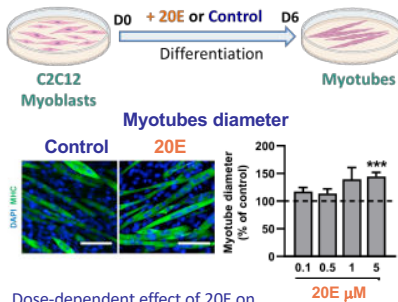 D0 + 20E or Control D6
Differentiation
C2C12
Myoblasts
Myotubes
Myotubes diameter
Control 20E
DAPI MHC
Myotube diameter
(% of control)
200
150
100
50
0
***
0.1 0.5 1 5
20E µM
Dose-dependent effect of 20E on